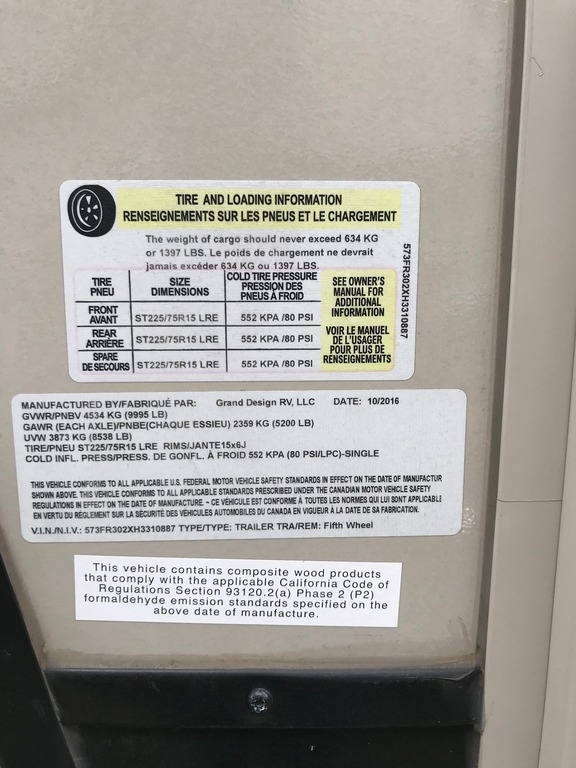 TIRE AND LOADING INFORMATION
RENSEIGNEMENTS SUR LES PNEUS ET LE CHARGEMENT
The weight of cargo should never exceed 634 KG
or 1397 LBS. Le poids de chargement ne devrait
jamais excéder 634 KG ou 1397 LBS.
TIRE
PNEU
SIZE
DIMENSIONS
COLD TIRE PRESSURE
PRESSION DES
PNEUS À FROID
FRONT
AVANT
ST225/75R15 LRE
552 KPA /80 PSI
REAR
ARRIÈRE
ST225/75R15 LRE
552 KPA /80 PSI
SPARE
DE SECOURS
ST225/75R15 LRE
552 KPA /80 PSI
SEE OWNER'S
MANUAL FOR
ADDITIONAL
INFORMATION
VOIR LE MANUEL
DE L'USAGER
POUR PLUS DE
RENSEIGNEMENTS
573FR302XH3310887
MANUFACTURED BY/FABRIQUÉ PAR: Grand Design RV, LLC DATE: 10/2016
GVWR/PNBV 4534 KG (9995 LB)
GAWR (EACH AXLE)/PNBE(CHAQUE ESSIEU) 2359 KG (5200 LB)
UVW 3873 KG (8538 LB)
TIRE/PNEU ST225/75R15 LRE RIMS/JANTE15x6J
COLD INFL. PRESS/PRESS. DE GONFL. À FROID 552 KPA (80 PSI/LPC)-SINGLE
THIS VEHICLE CONFORMS TO ALL APPLICABLE U.S. FEDERAL MOTOR VEHICLE SAFETY STANDARDS IN EFFECT ON THE DATE OF MANUFACTUR
SHOWN ABOVE. THIS VEHICLE CONFORMS TO ALL APPLICABLE STANDARDS PRESCRIBED UNDER THE CANADIAN MOTOR VEHICLE SAFETY
REGULATIONS IN EFFECT ON THE DATE OF MANUFACTURE. - CE VÉHICULE EST CONFORME À TOUTES LES NORMES QUI LUI SONT APPLICABLE
EN VERTU DU RÈGLEMENT SUR LA SÉCURITÉ DES VÉHICULES AUTOMOBILES DU CANADA EN VIGUEUR À LA DATE DE SA FABRICATION.
V.I.N./N.I.V.: 573FR302XH3310887 TYPE/TYPE: TRAILER TRA/REM: Fifth Wheel
This vehicle contains composite wood products
that comply with the applicable California Code of
Regulations Section 93120.2(a) Phase 2 (P2)
formaldehyde emission standards specified on the
above date of manufacture.